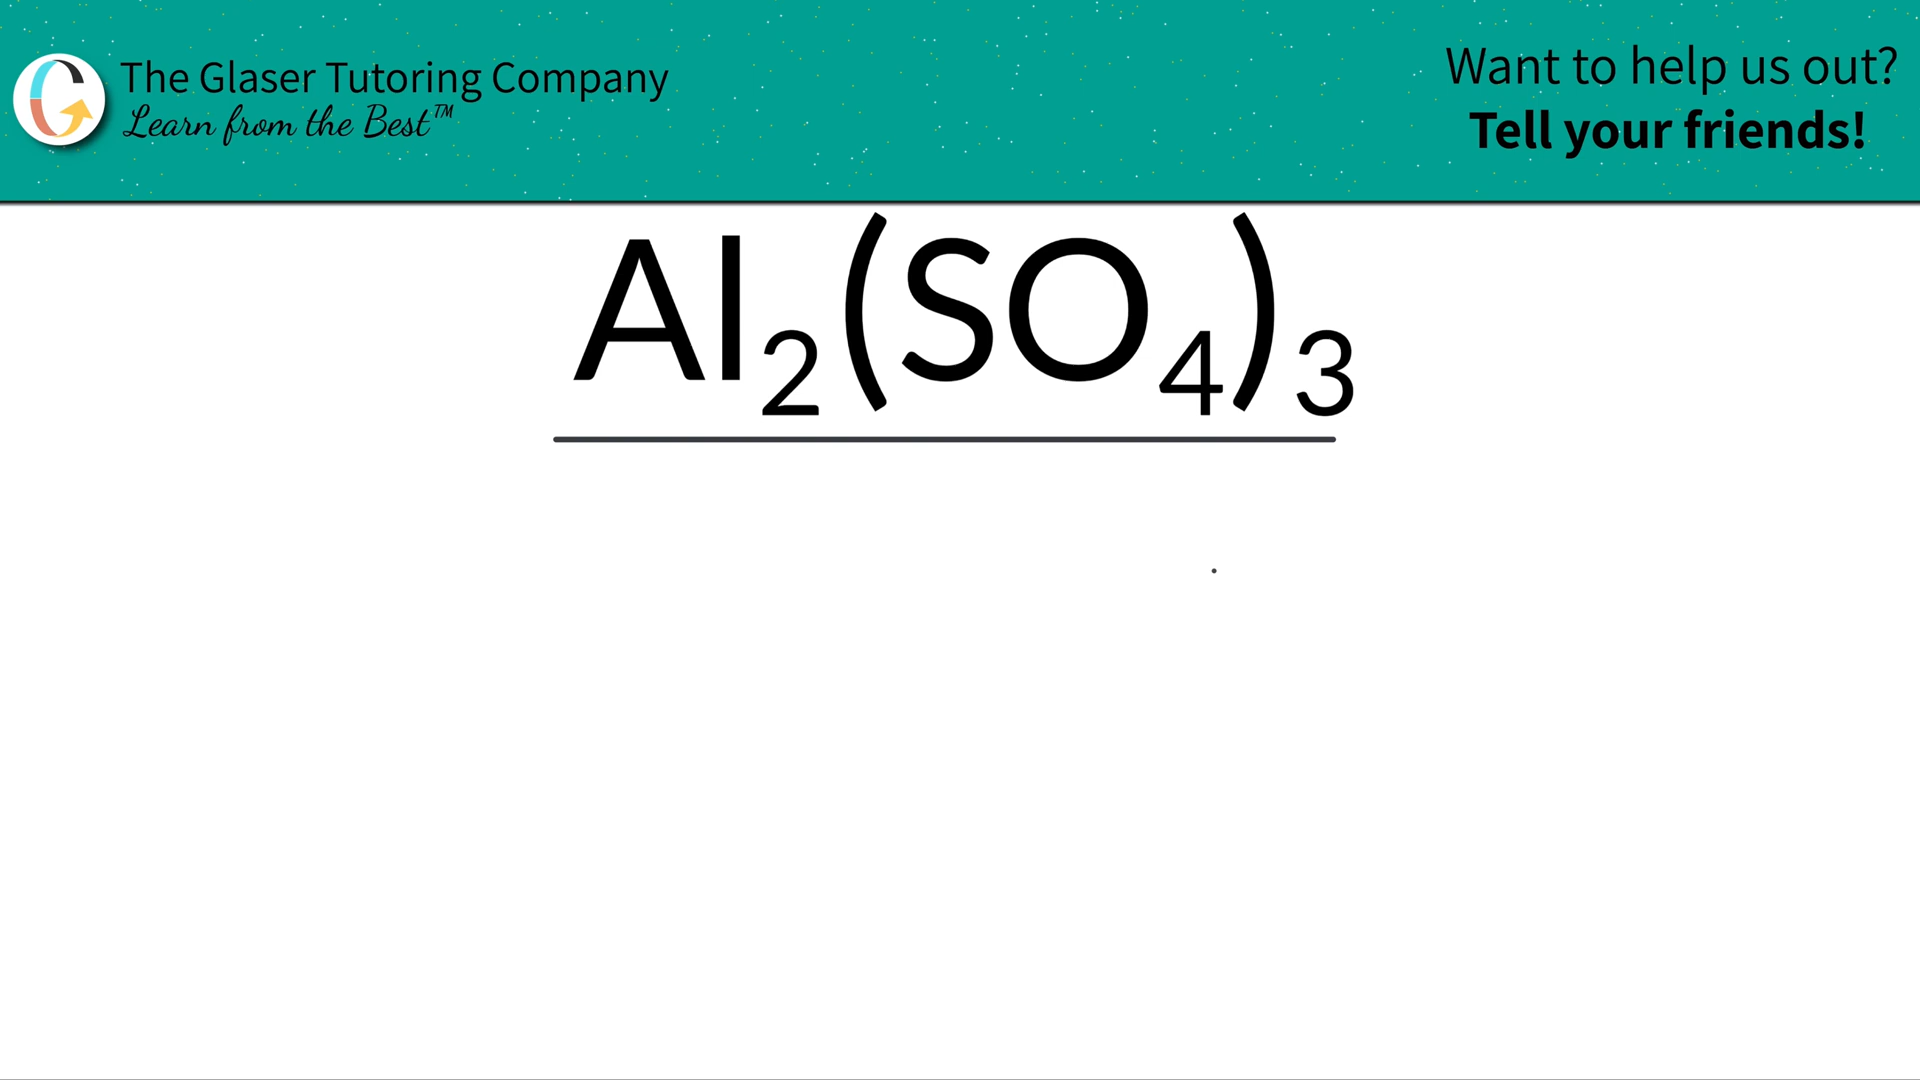 The Glaser Tutoring Company
Learn from the Best™
Want to help us out?
Tell your friends!
Al₂(SO₄)₃